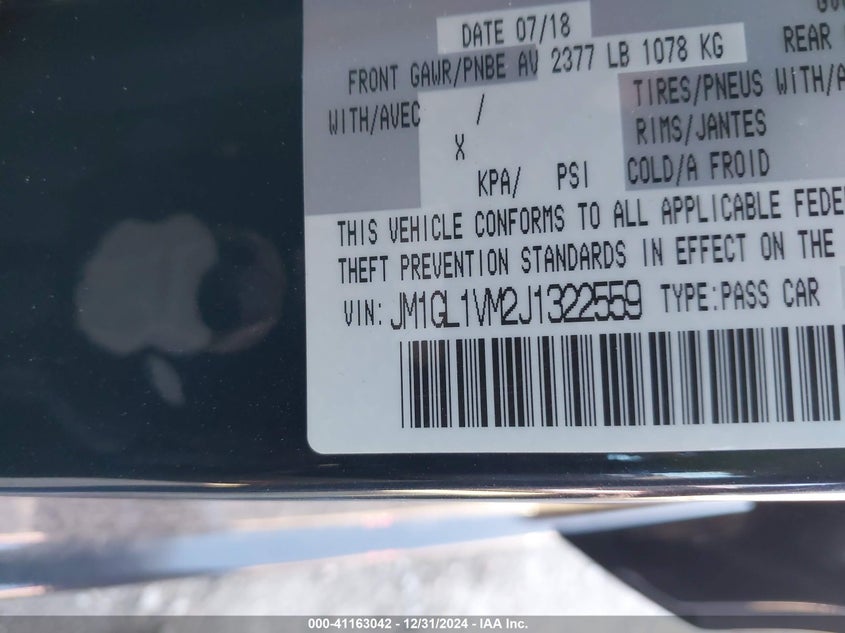 DATE 07/18
FRONT GAWR/PNBE AV 2377 LB 1078 KG
REAR
WITH/AVEC /
TIRES/PNEUS WITH/A
X
RIMS/JANTES
KPA/ PSI
COLD/A FROID
THIS VEHICLE CONFORMS TO ALL APPLICABLE FEDE
THEFT PREVENTION STANDARDS IN EFFECT ON THE
VIN: JM1GL1VM2J1322559 TYPE:PASS CAR
000-41163042 - 12/31/2024 - IAA Inc.